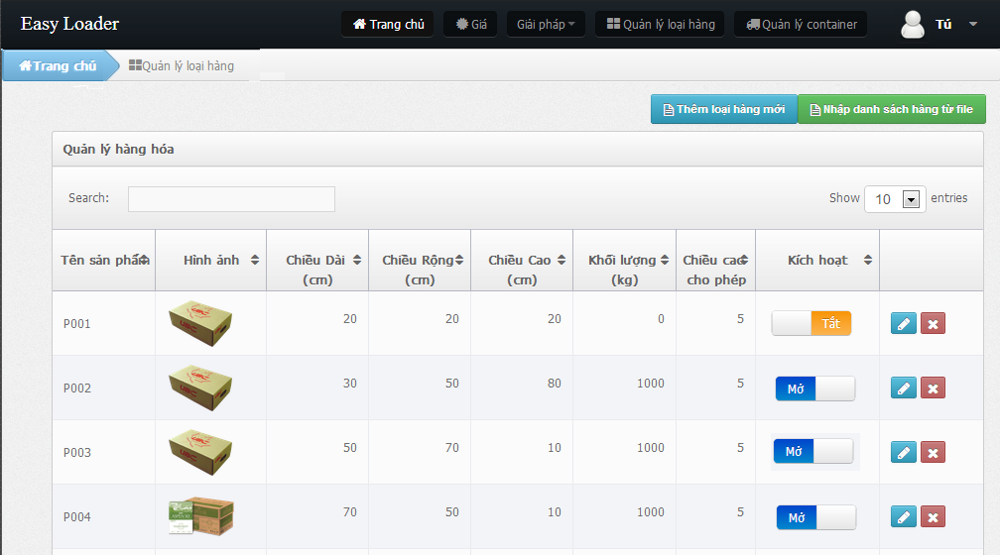 Easy Loader
Trang chủ
Giá
Giải pháp
Quản lý loại hàng
Quản lý container
Tú
Trang chủ
Quản lý loại hàng
Thêm loại hàng mới
Nhập danh sách hàng từ file
Quản lý hàng hóa
Search:
Show 10 entries
Tên sản phẩm
Hình ảnh
Chiều Dài (cm)
Chiều Rộng (cm)
Chiều Cao (cm)
Khối lượng (kg)
Chiều cao cho phép
Kích hoạt
P001 20 20 20 0 5 Tắt
P002 30 50 80 1000 5 Mở
P003 50 70 10 1000 5 Mở
P004 70 50 10 1000 5 Mở